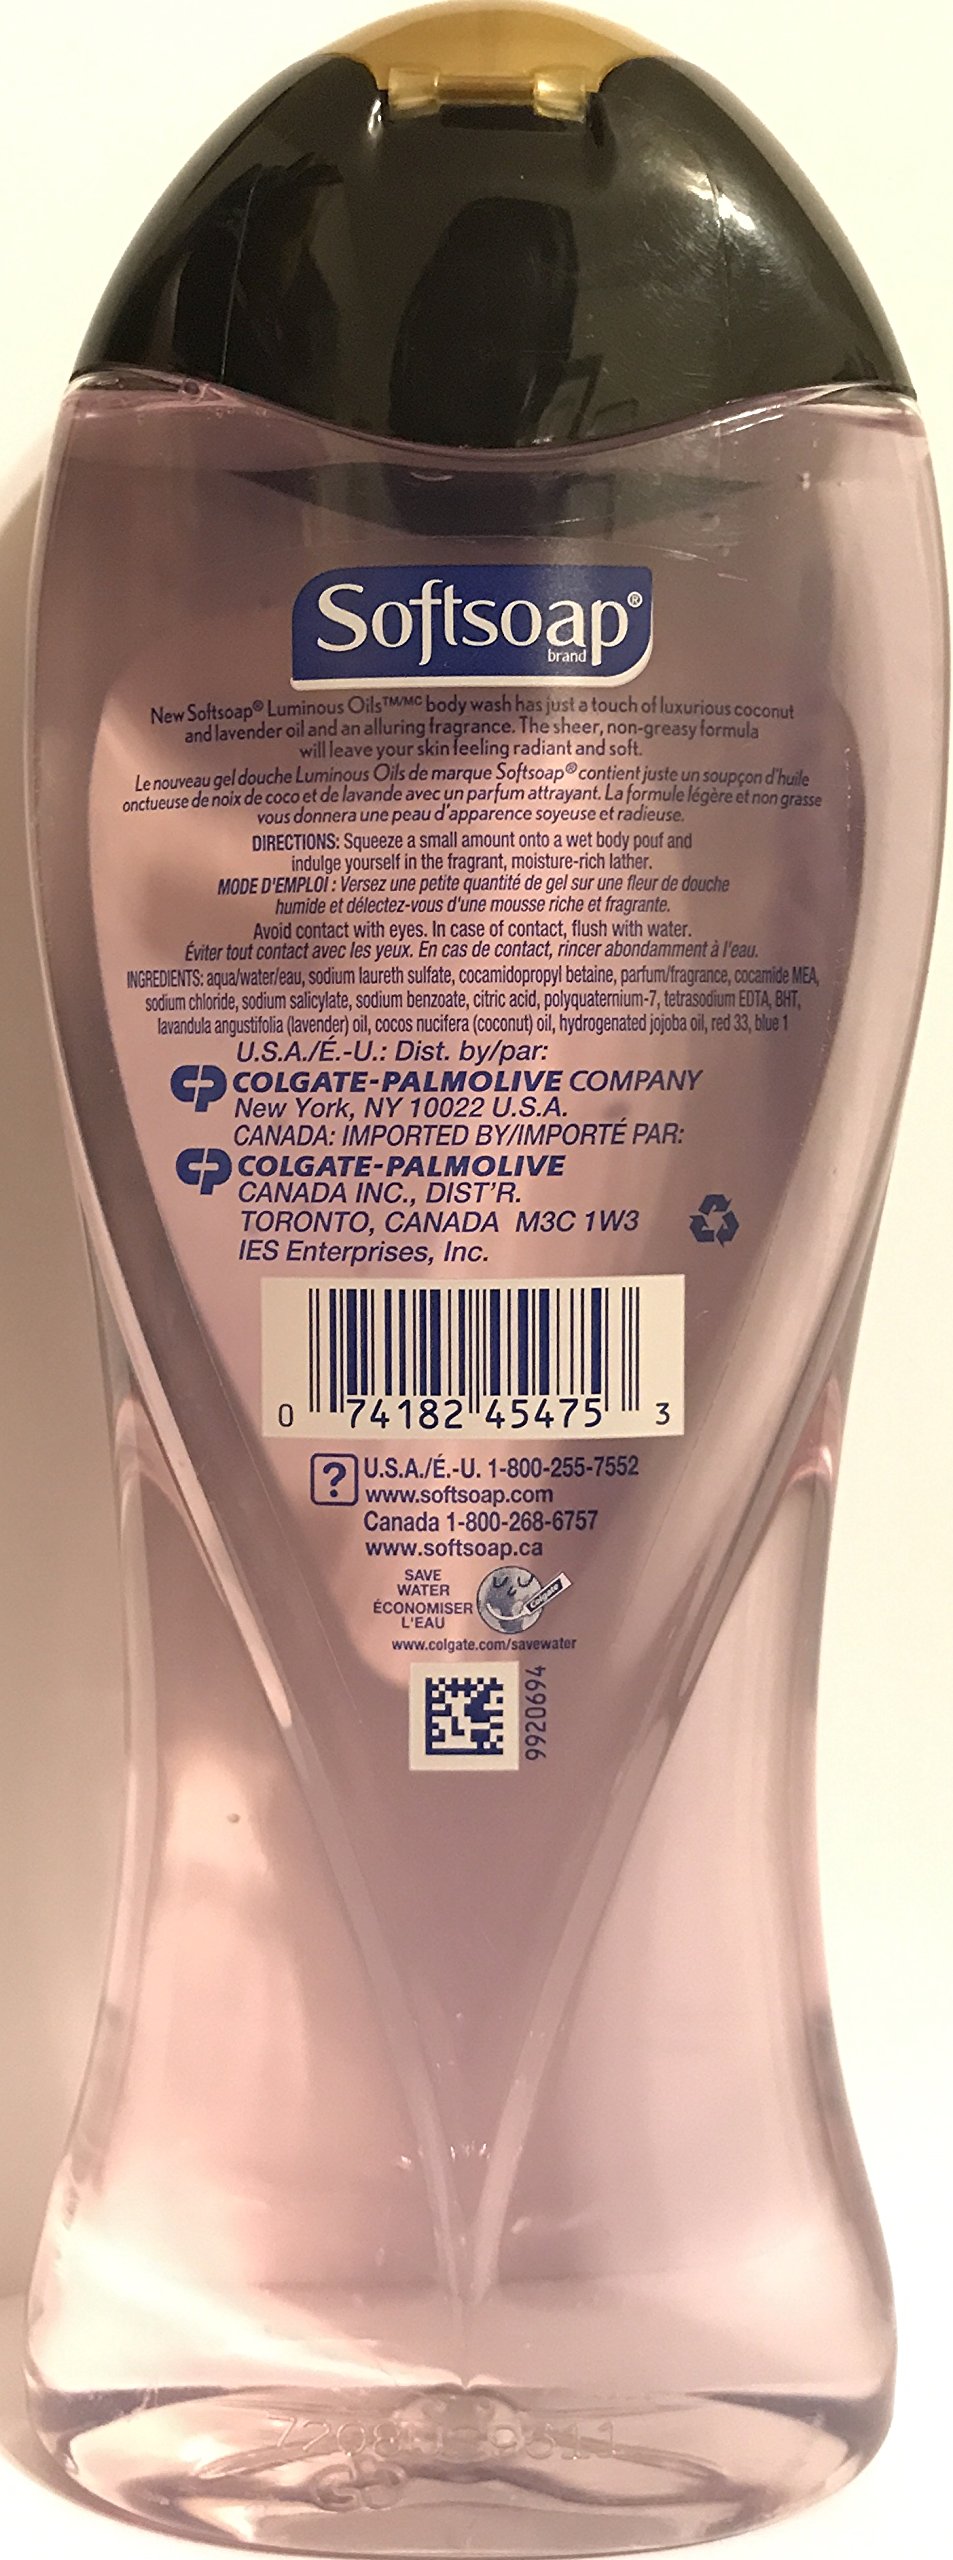 Softsoap®
brand
New Softsoap® Luminous Oils™/MC body wash has just a touch of luxurious coconut
and lavender oil and an alluring fragrance. The sheer, non-greasy formula
will leave your skin feeling radiant and soft.
Le nouveau gel douche Luminous Oils de marque Softsoap® contient juste un soupçon d'huile
onctueuse de noix de coco et de lavande avec un parfum attrayant. La formule légère et non grasse
vous donnera une peau d'apparence soyeuse et radieuse.
DIRECTIONS: Squeeze a small amount onto a wet body pouf and
indulge yourself in the fragrant, moisture-rich lather.
MODE D'EMPLOI : Versez une petite quantité de gel sur une fleur de douche
humide et délectez-vous d'une mousse riche et fragrante.
Avoid contact with eyes. In case of contact, flush with water.
Éviter tout contact avec les yeux. En cas de contact, rincer abondamment à l'eau.
INGREDIENTS: aqua/water/eau, sodium laureth sulfate, cocamidopropyl betaine, parfum/fragrance, cocamide MEA,
sodium chloride, sodium salicylate, sodium benzoate, citric acid, polyquaternium-7, tetrasodium EDTA, BHT,
lavandula angustifolia (lavender) oil, cocos nucifera (coconut) oil, hydrogenated jojoba oil, red 33, blue 1
U.S.A./É.-U.: Dist. by/par:
CP COLGATE-PALMOLIVE COMPANY
New York, NY 10022 U.S.A.
CANADA: IMPORTED BY/IMPORTÉ PAR:
CP COLGATE-PALMOLIVE
CANADA INC., DIST'R.
TORONTO, CANADA M3C 1W3
IES Enterprises, Inc.
0 74182 45475 3
? U.S.A./É.-U. 1-800-255-7552
www.softsoap.com
Canada 1-800-268-6757
www.softsoap.ca
SAVE
WATER
ÉCONOMISER
L'EAU
Colgate
www.colgate.com/savewater
9920694